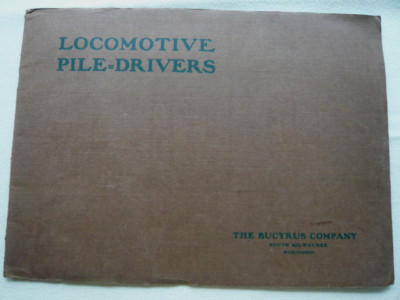 LOCOMOTIVE
PILE=DRIVERS
THE BUCYRUS COMPANY
SOUTH MILWAUKEE
WISCONSIN